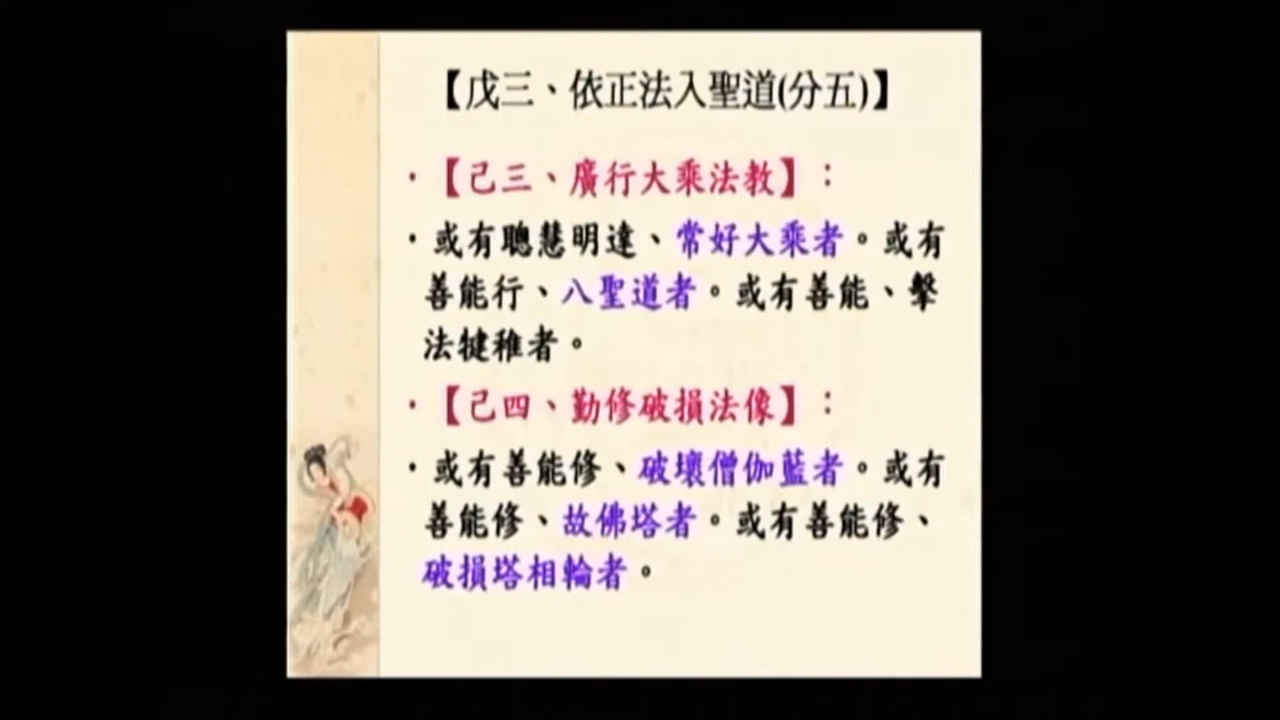 【戊三、依正法入聖道(分五)】
·【己三、廣行大乘法教】：
·或有聰慧明達、常好大乘者。或有
善能行、八聖道者。或有善能、擊
法犍稚者。
·【己四、勤修破損法像】：
·或有善能修、破壞僧伽藍者。或有
善能修、故佛塔者。或有善能修、
破損塔相輪者。